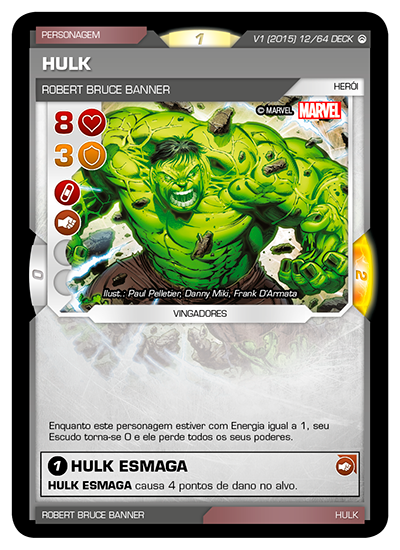 PERSONAGEM
1
V1 (2015) 12/64 DECK
HULK
ROBERT BRUCE BANNER
HERÓI
© MARVEL MARVEL
8
3
0
2
Ilust.: Paul Pelletier, Danny Miki, Frank D'Armata
VINGADORES
Enquanto este personagem estiver com Energia igual a 1, seu
Escudo torna-se 0 e ele perde todos os seus poderes.
1 HULK ESMAGA
HULK ESMAGA causa 4 pontos de dano no alvo.
ROBERT BRUCE BANNER
HULK